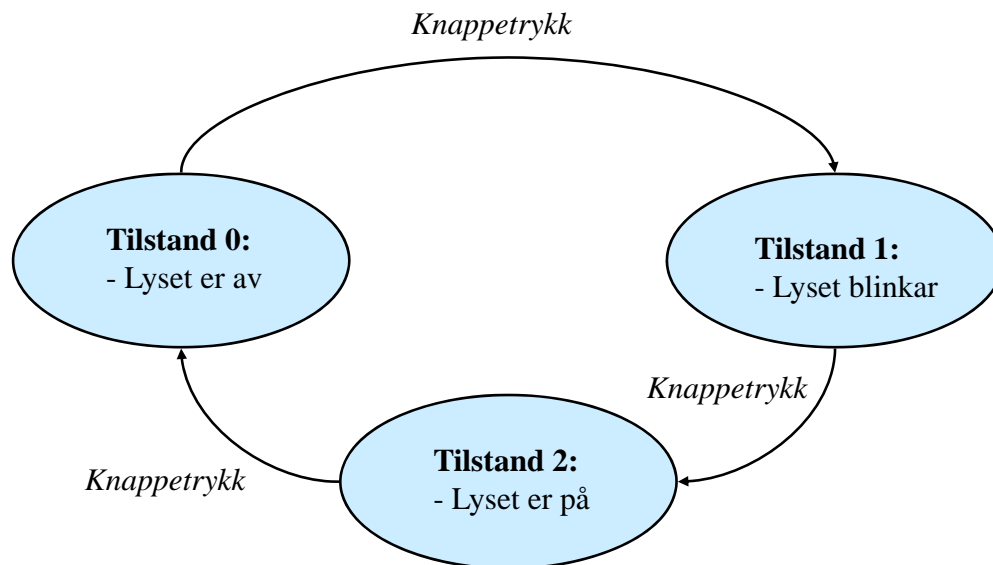 Knappetrykk
Tilstand 0:
- Lyset er av
Tilstand 1:
- Lyset blinkar
Knappetrykk
Tilstand 2:
- Lyset er på
Knappetrykk